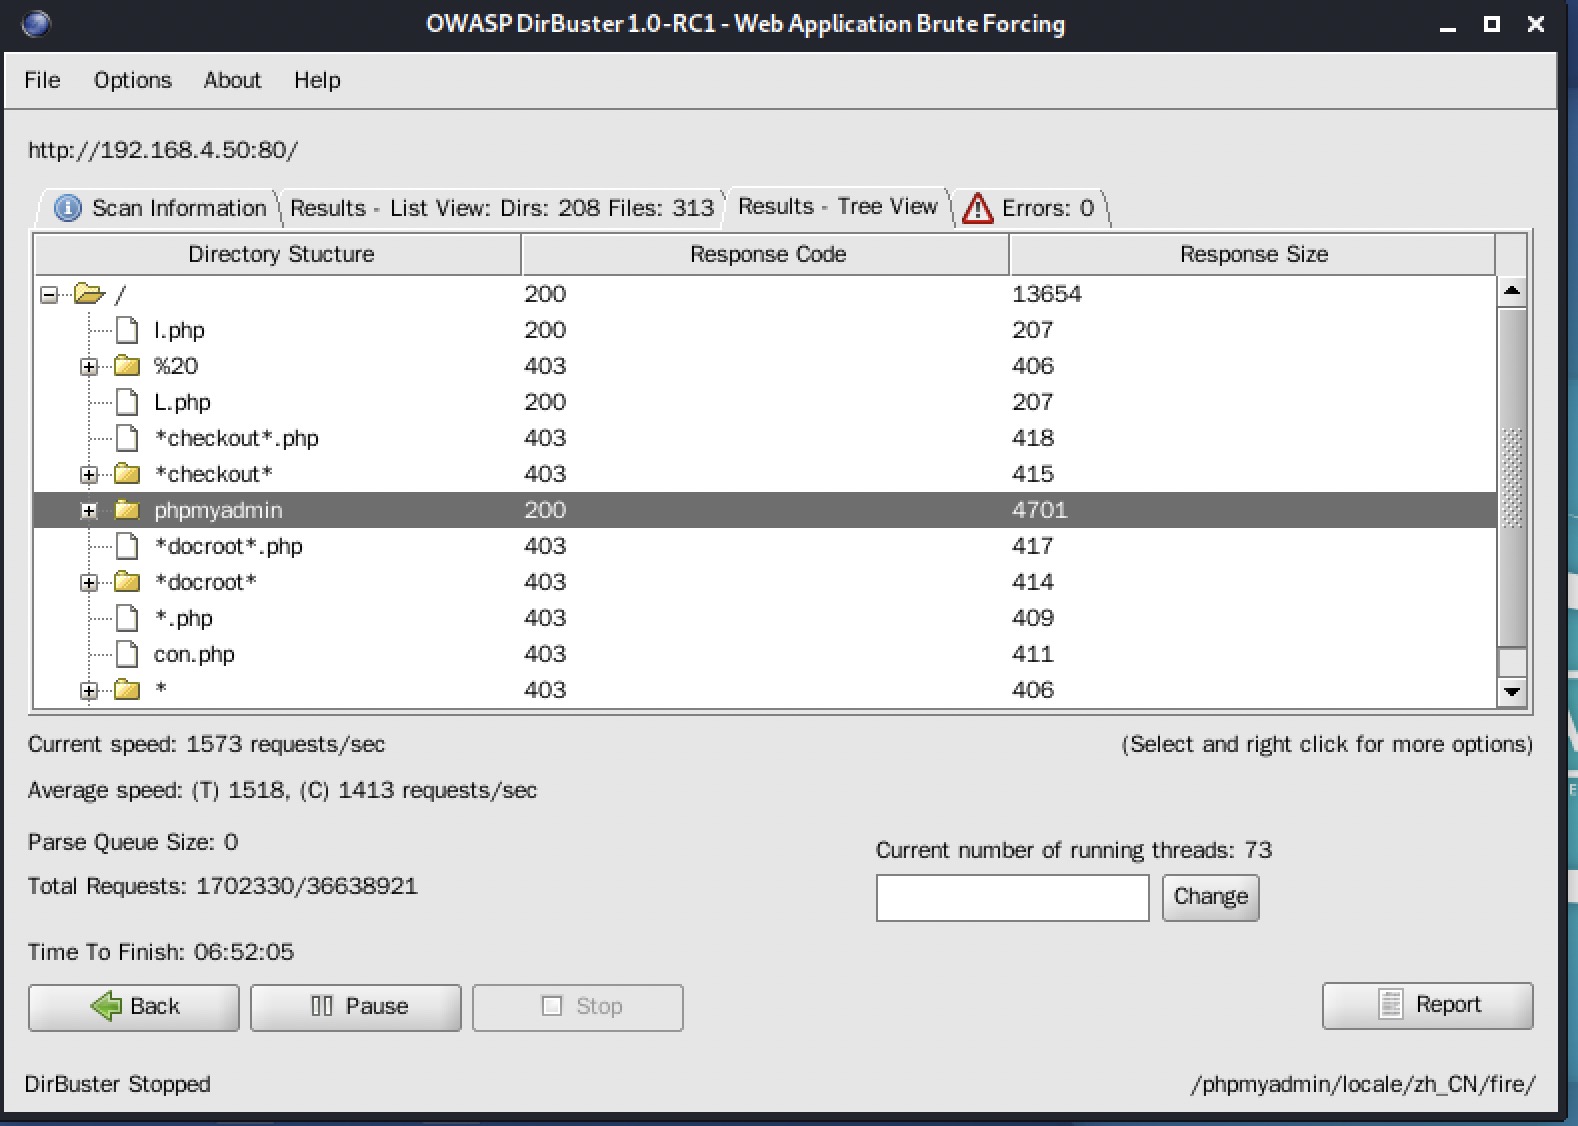 OWASP DirBuster 1.0-RC1 - Web Application Brute Forcing
File Options About Help
http://192.168.4.50:80/
Scan Information Results - List View: Dirs: 208 Files: 313 Results - Tree View Errors: 0
Directory Stucture Response Code Response Size
/ 200 13654
l.php 200 207
%20 403 406
L.php 200 207
*checkout*.php 403 418
*checkout* 403 415
phpmyadmin 200 4701
*docroot*.php 403 417
*docroot* 403 414
*.php 403 409
con.php 403 411
* 403 406
Current speed: 1573 requests/sec (Select and right click for more options)
Average speed: (T) 1518, (C) 1413 requests/sec
Parse Queue Size: 0
Current number of running threads: 73
Total Requests: 1702330/36638921
Change
Time To Finish: 06:52:05
Back Pause Stop Report
DirBuster Stopped /phpmyadmin/locale/zh_CN/fire/